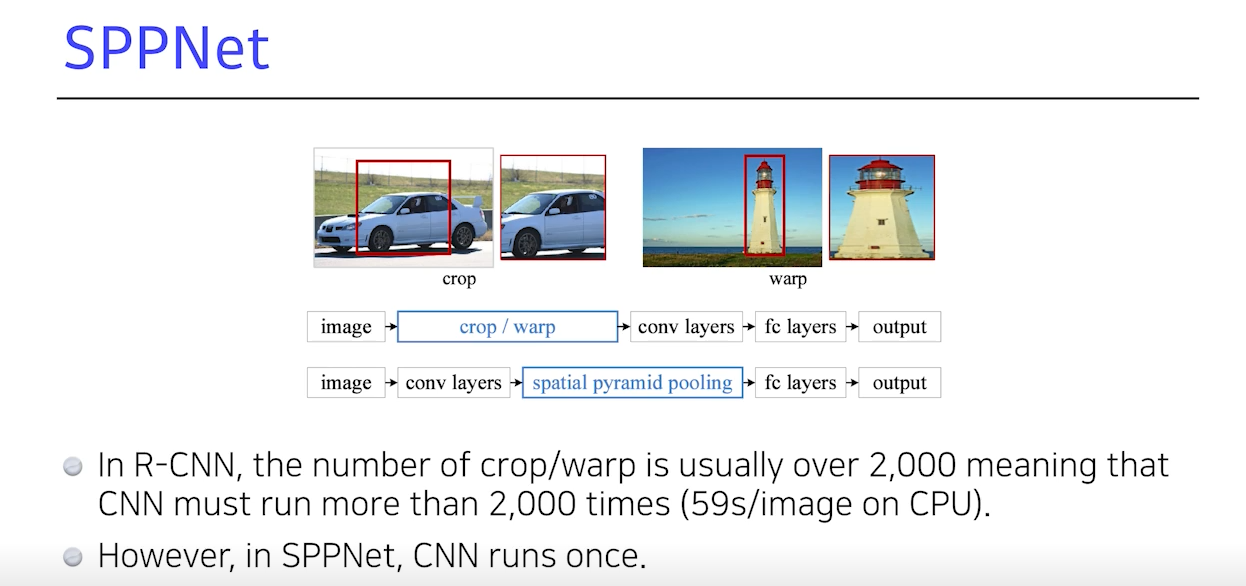 SPPNet
crop
warp
image crop / warp conv layers fc layers output
image conv layers spatial pyramid pooling fc layers output
In R-CNN, the number of crop/warp is usually over 2,000 meaning that
CNN must run more than 2,000 times (59s/image on CPU).
However, in SPPNet, CNN runs once.